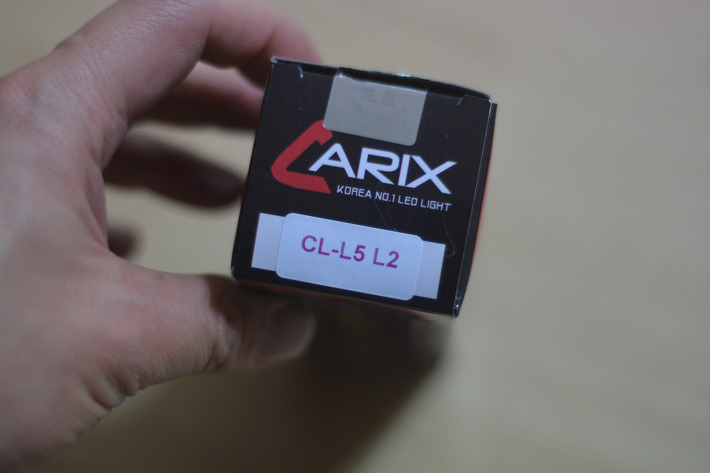 CARIX
KOREA NO.1 LED LIGHT
CL-L5 L2